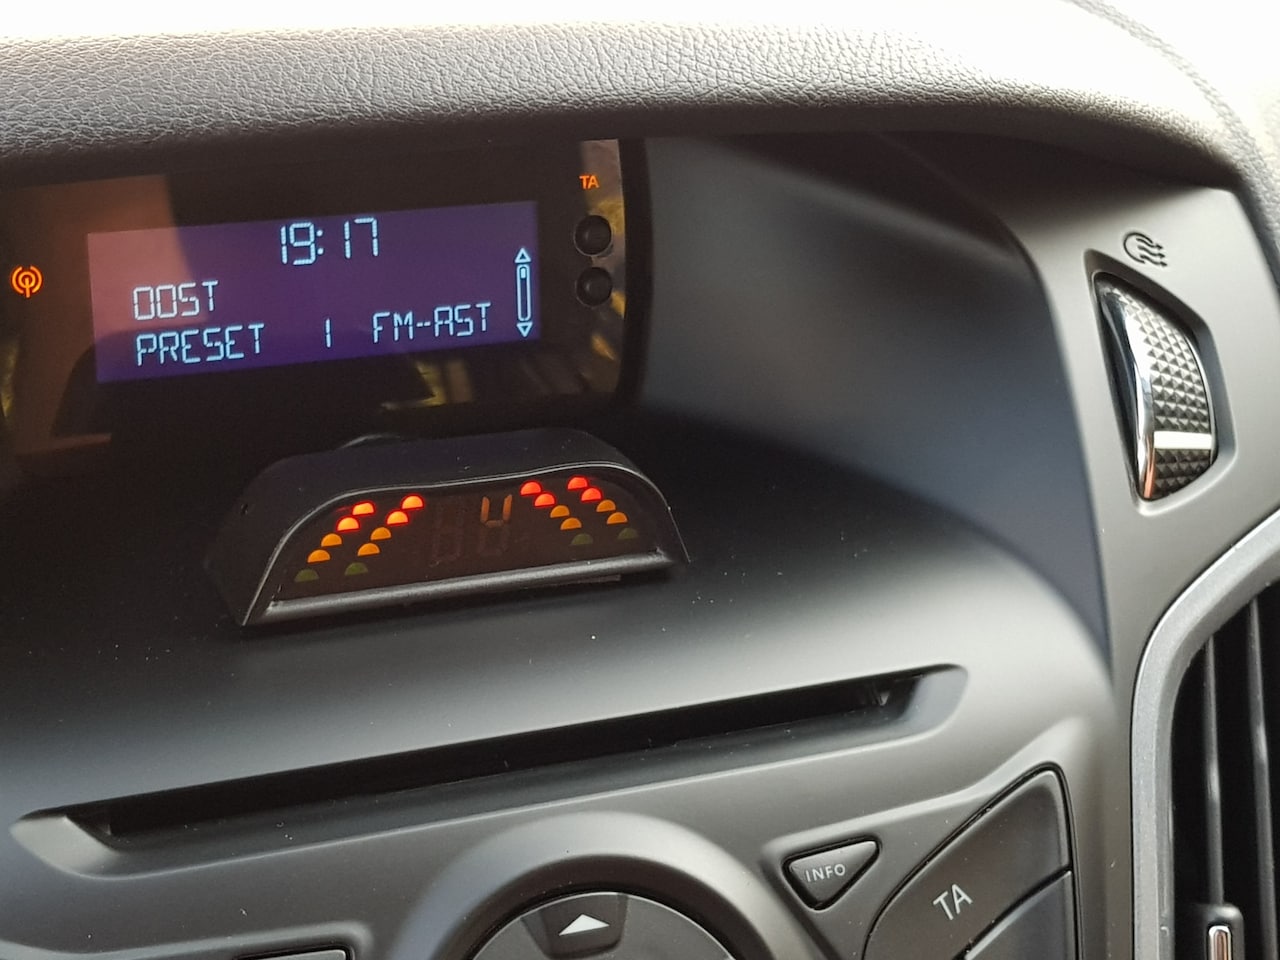 TA
19:17
OOST
PRESET 1 FM-AST
INFO
TA